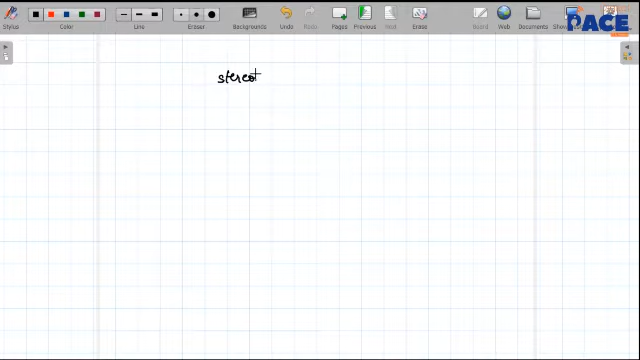 Stylus
Color
Line
Eraser
Backgrounds
Undo
Redo
Pages
Previous
Next
Erase
Board
Web
Documents
PACE
stereo